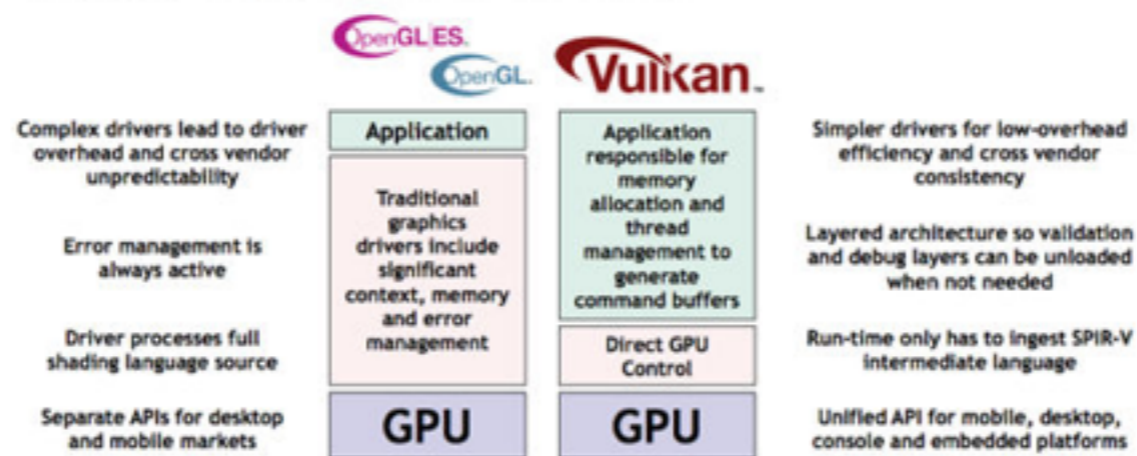 OpenGL|ES™
OpenGL.
Vulkan™
Complex drivers lead to driver
overhead and cross vendor
unpredictability
Error management is
always active
Driver processes full
shading language source
Separate APIs for desktop
and mobile markets
Application
Traditional
graphics
drivers include
significant
context, memory
and error
management
GPU
Application
responsible for
memory
allocation and
thread
management to
generate
command buffers
Direct GPU
Control
GPU
Simpler drivers for low-overhead
efficiency and cross vendor
consistency
Layered architecture so validation
and debug layers can be unloaded
when not needed
Run-time only has to ingest SPIR-V
intermediate language
Unified API for mobile, desktop,
console and embedded platforms